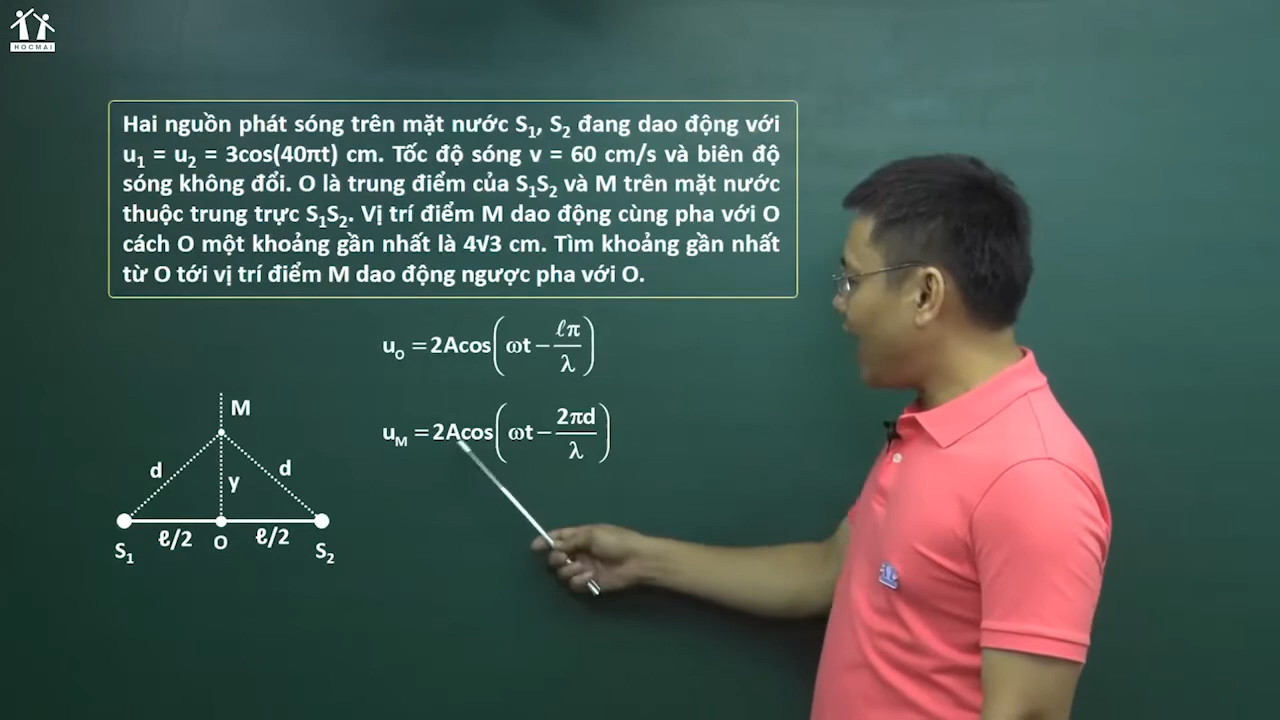 HOCMAI
Hai nguồn phát sóng trên mặt nước S₁, S₂ đang dao động với
u₁ = u₂ = 3cos(40πt) cm. Tốc độ sóng v = 60 cm/s và biên độ
sóng không đổi. O là trung điểm của S₁S₂ và M trên mặt nước
thuộc trung trực S₁S₂. Vị trí điểm M dao động cùng pha với O
cách O một khoảng gần nhất là 4√3 cm. Tìm khoảng gần nhất
từ O tới vị trí điểm M dao động ngược pha với O.
u_O = 2Acos(ωt − ℓπ/λ)
u_M = 2Acos(ωt − 2πd/λ)
M
d d
y
ℓ/2 O ℓ/2
S₁ S₂